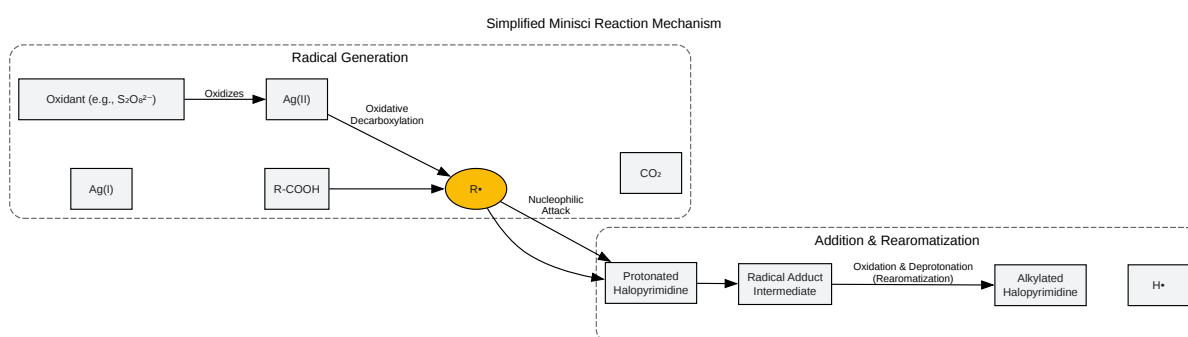 Simplified Minisci Reaction Mechanism
Radical Generation
Oxidant (e.g., S₂O₈²⁻)
Oxidizes
Ag(II)
Oxidative
Decarboxylation
Ag(I)
R-COOH
R•
CO₂
Nucleophilic
Attack
Addition & Rearomatization
Protonated
Halopyrimidine
Radical Adduct
Intermediate
Oxidation & Deprotonation
(Rearomatization)
Alkylated
Halopyrimidine
H•